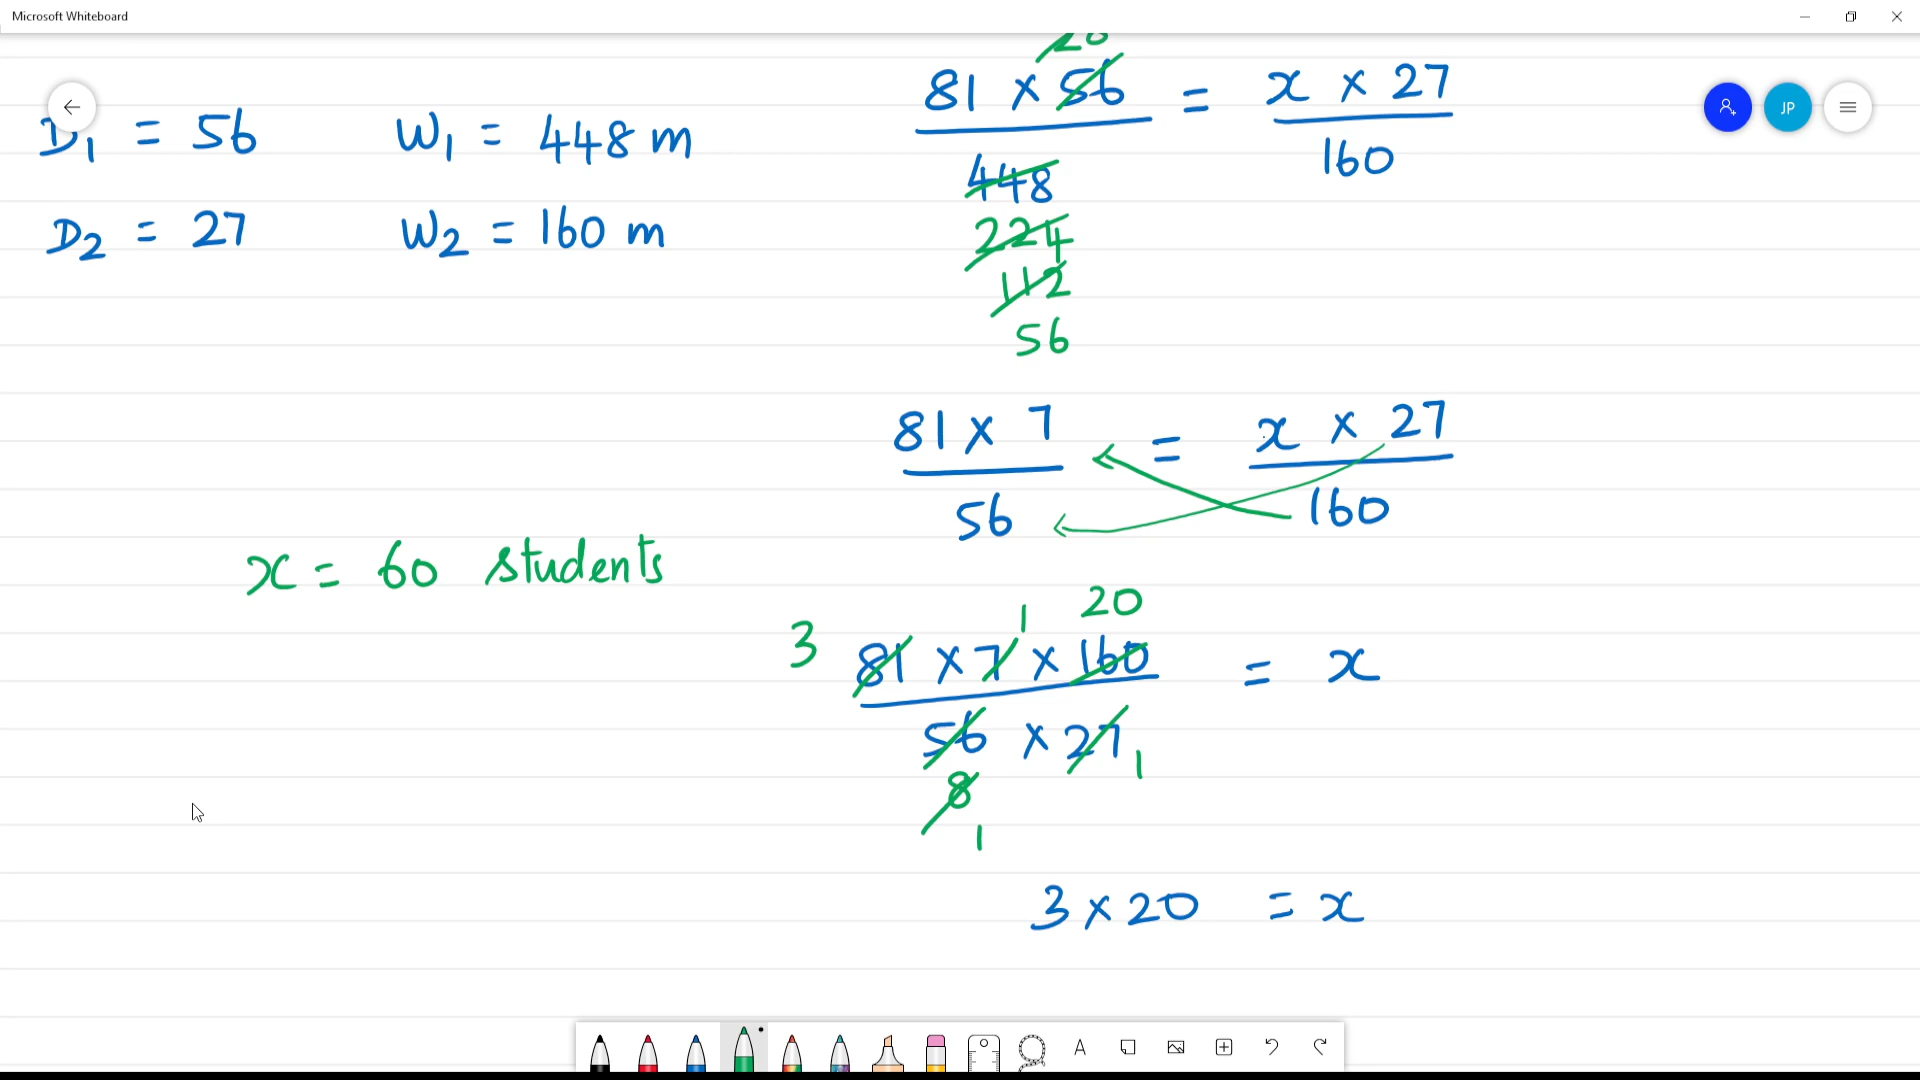 Microsoft Whiteboard
D1 = 56 W1 = 448 m
D2 = 27 W2 = 160 m
x = 60 students
81 × 56 = x × 27
448 160
224
112
56
81 × 7 = x × 27
56 160
1 20
3 81 × 7 × 160 = x
56 × 27 1
8
1
3 × 20 = x
JP
A